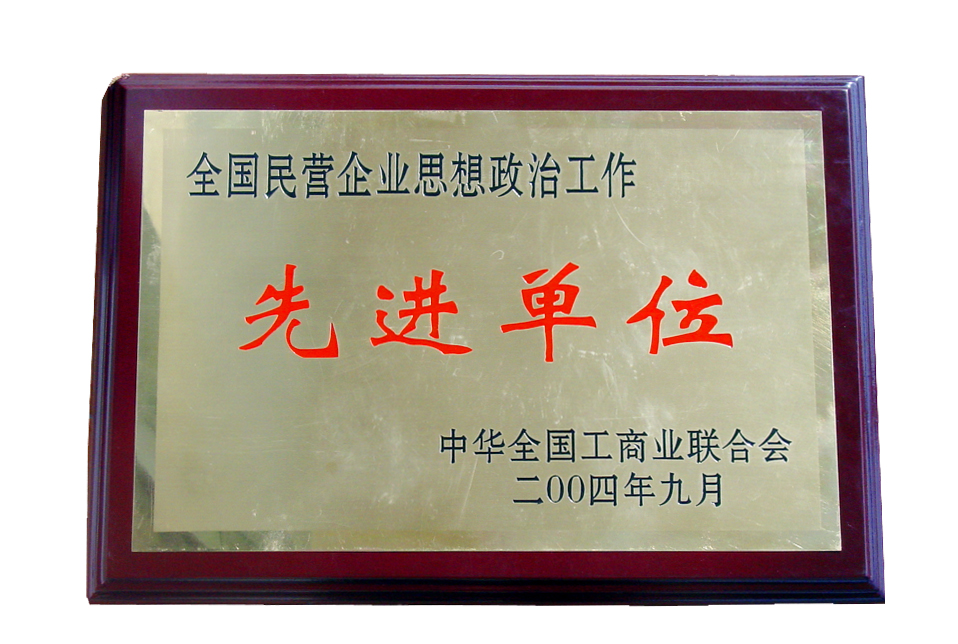 全国民营企业思想政治工作
先进单位
中华全国工商业联合会
二00四年九月